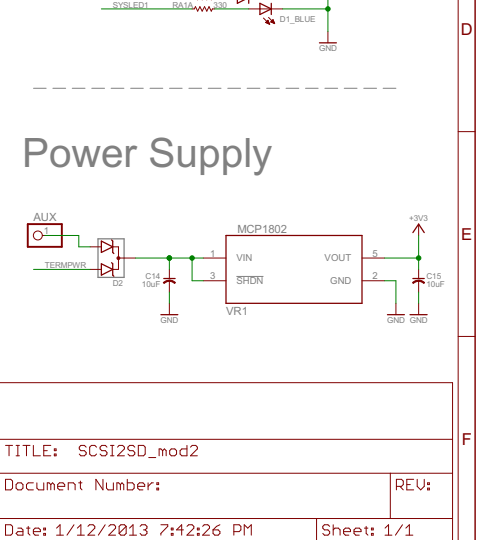 SYSLED1 RA1A 330
D1_BLUE
GND
D
Power Supply
AUX
1
TERMPWR
D2
C14
10uF
GND
MCP1802
1 VIN VOUT 5
3 SHDN GND 2
VR1
+3V3
C15
10uF
GND GND
E
F
TITLE: SCSI2SD_mod2
Document Number: REV:
Date: 1/12/2013 7:42:26 PM Sheet: 1/1